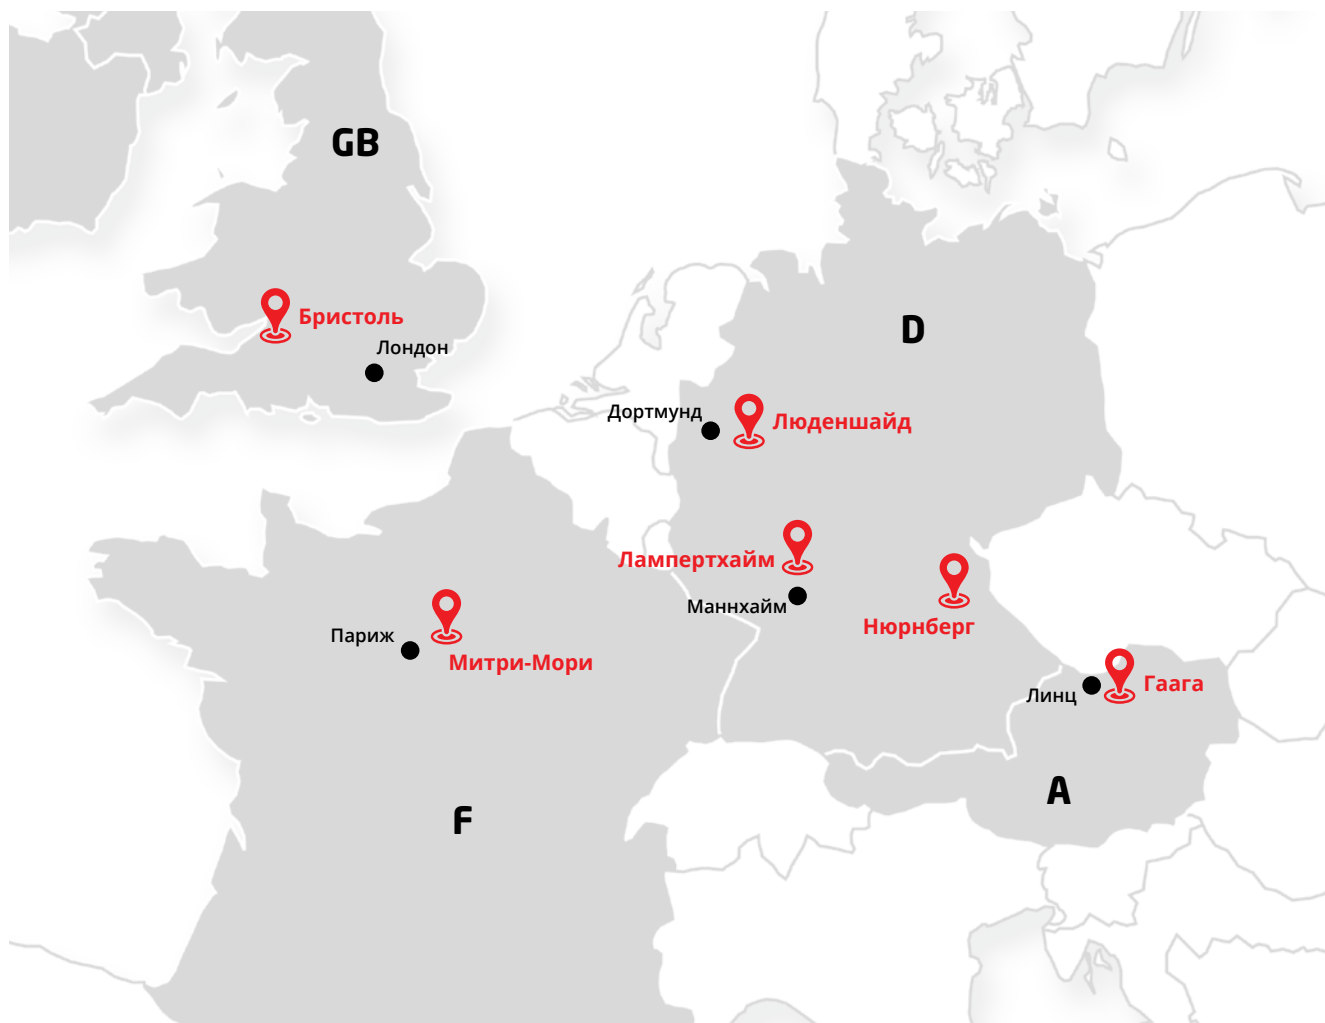 GB
Бристоль
D
Лондон
Дортмунд
Люденшайд
Лампертхайм
Маннхайм
Нюрнберг
Париж
Митри-Мори
Гаага
Линц
A
F